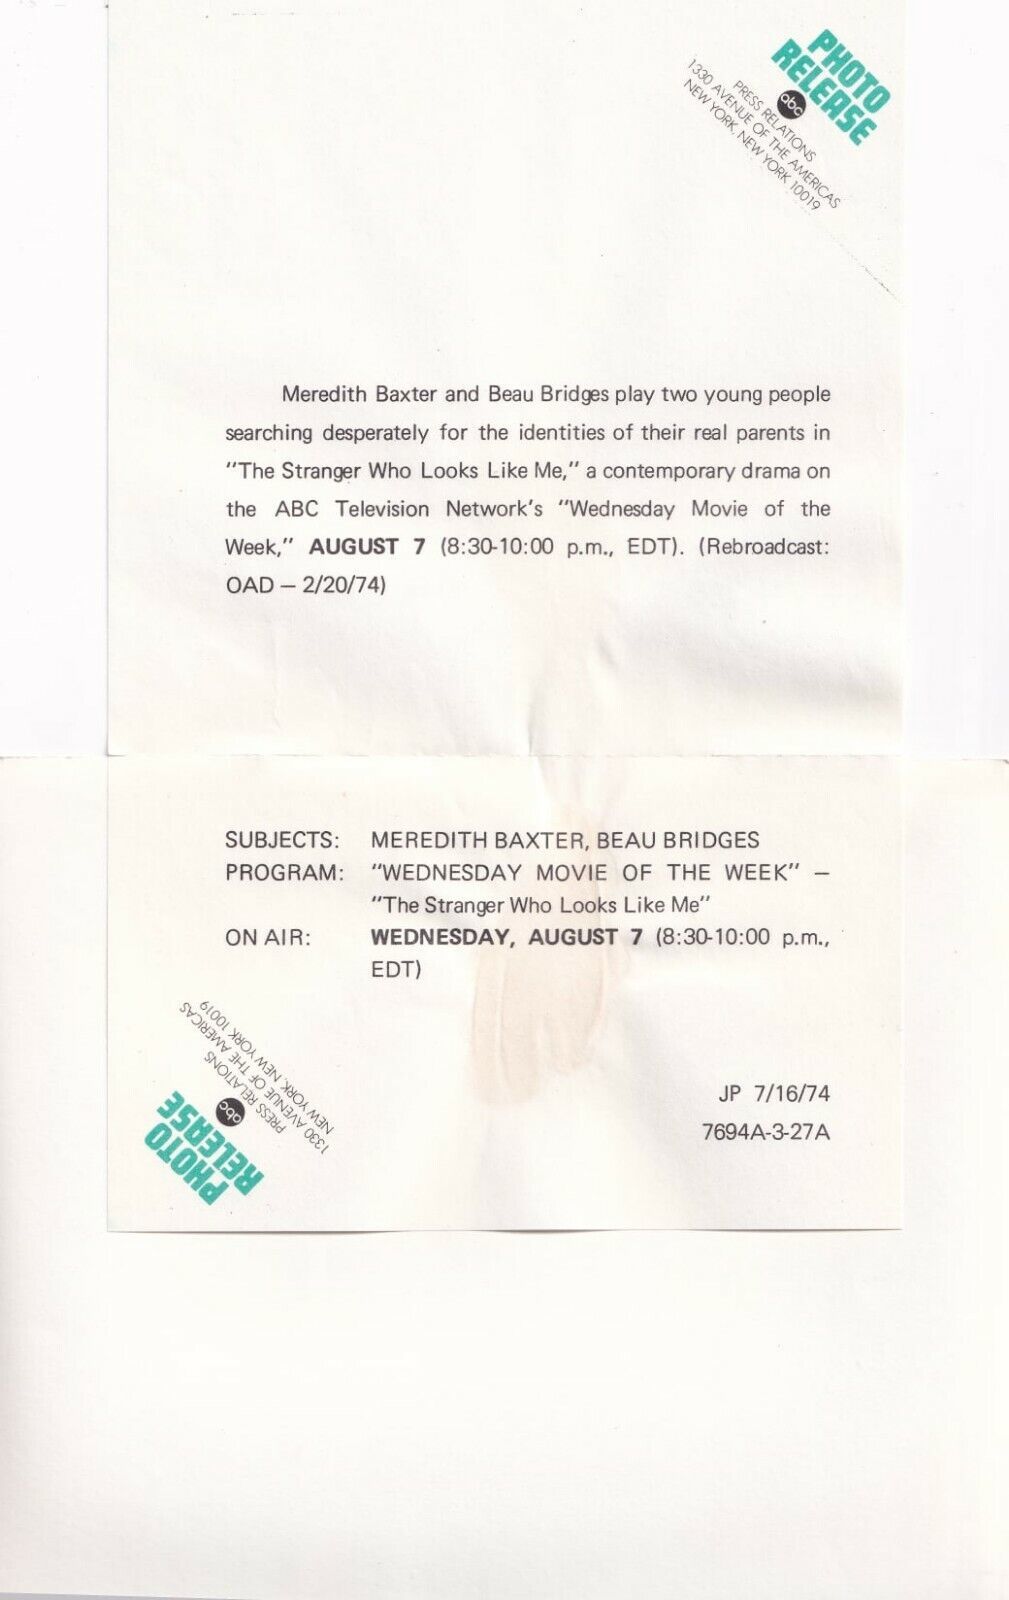 PHOTO
RELEASE
abc
PRESS RELATIONS
1330 AVENUE OF THE AMERICAS
NEW YORK, NEW YORK 10019
Meredith Baxter and Beau Bridges play two young people
searching desperately for the identities of their real parents in
"The Stranger Who Looks Like Me," a contemporary drama on
the ABC Television Network's "Wednesday Movie of the
Week," AUGUST 7 (8:30-10:00 p.m., EDT). (Rebroadcast:
OAD — 2/20/74)
SUBJECTS: MEREDITH BAXTER, BEAU BRIDGES
PROGRAM: "WEDNESDAY MOVIE OF THE WEEK" —
"The Stranger Who Looks Like Me"
ON AIR: WEDNESDAY, AUGUST 7 (8:30-10:00 p.m.,
EDT)
JP 7/16/74
7694A-3-27A
PHOTO
RELEASE
abc
PRESS RELATIONS
1330 AVENUE OF THE AMERICAS
NEW YORK, NEW YORK 10019